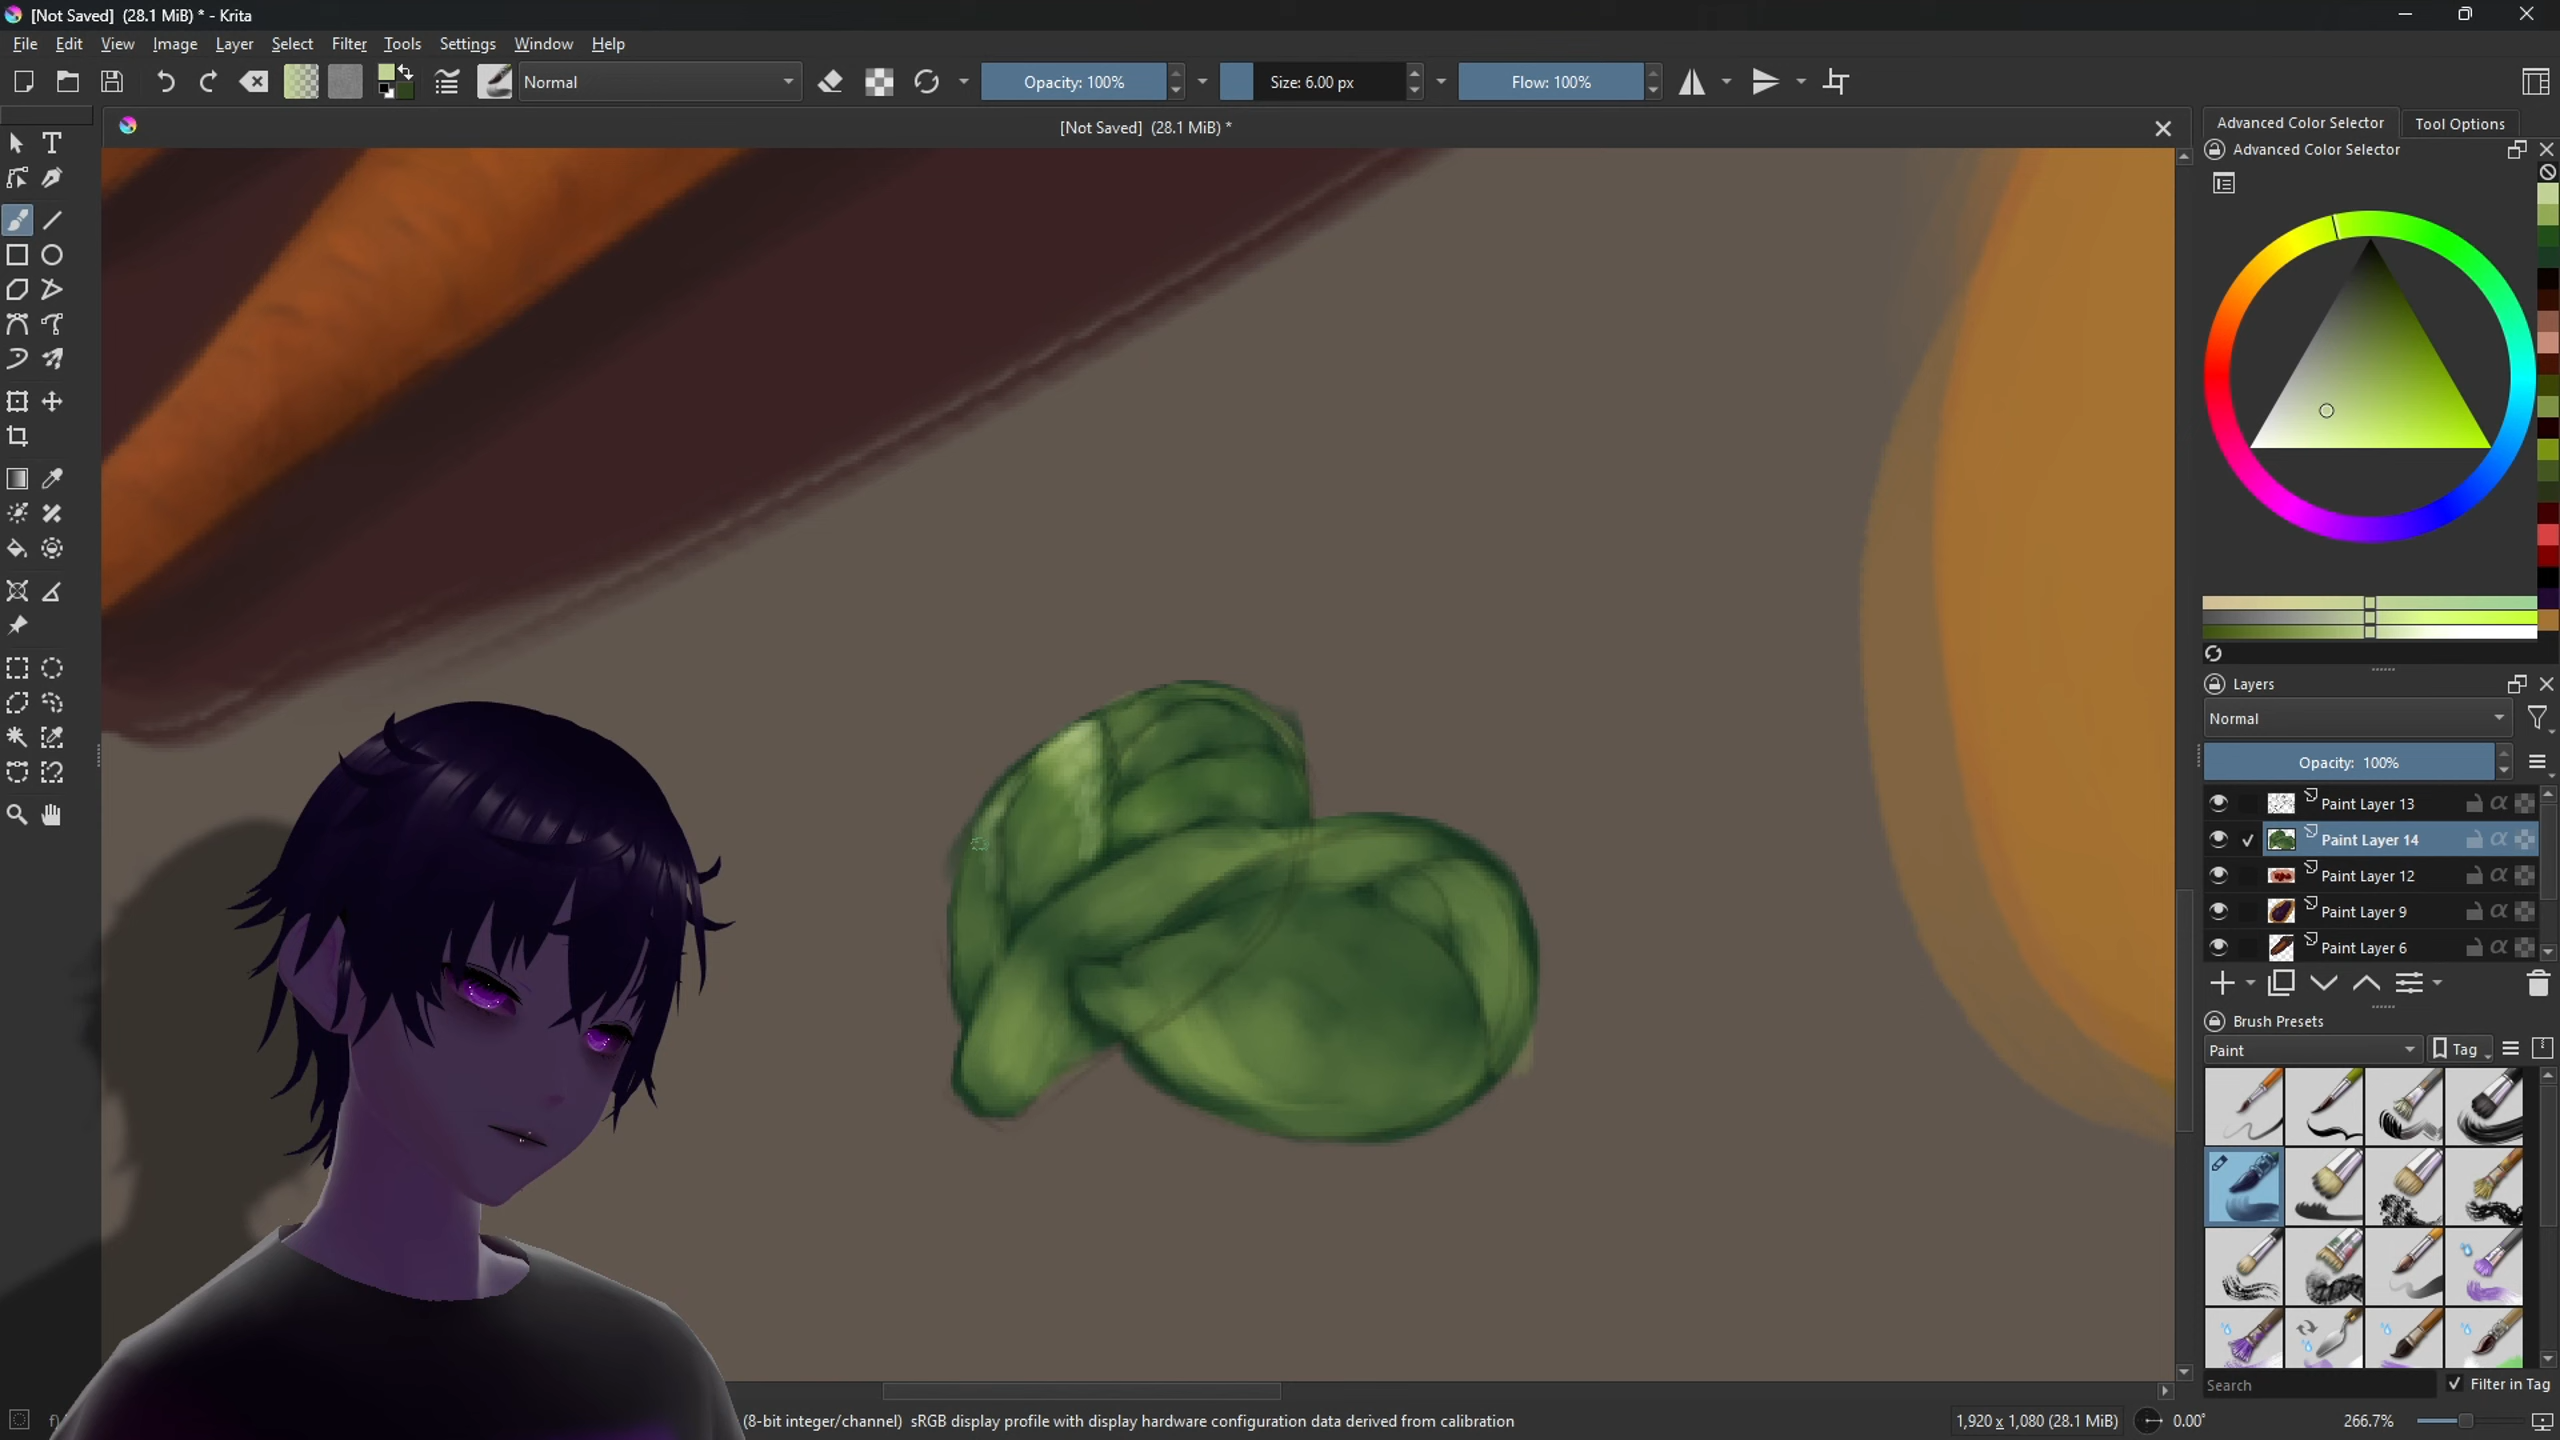 [Not Saved]  (28.1 MiB) * - Krita
File Edit View Image Layer Select Filter Tools Settings Window Help
Normal Opacity: 100% Size: 6.00 px Flow: 100%
[Not Saved]  (28.1 MiB) *
Advanced Color Selector Tool Options
Advanced Color Selector
Layers
Normal
Opacity: 100%
Paint Layer 13
Paint Layer 14
Paint Layer 12
Paint Layer 9
Paint Layer 6
Brush Presets
Paint Tag
Search Filter in Tag
(8-bit integer/channel)  sRGB display profile with display hardware configuration data derived from calibration 1,920 x 1,080 (28.1 MiB) 0.00° 266.7%